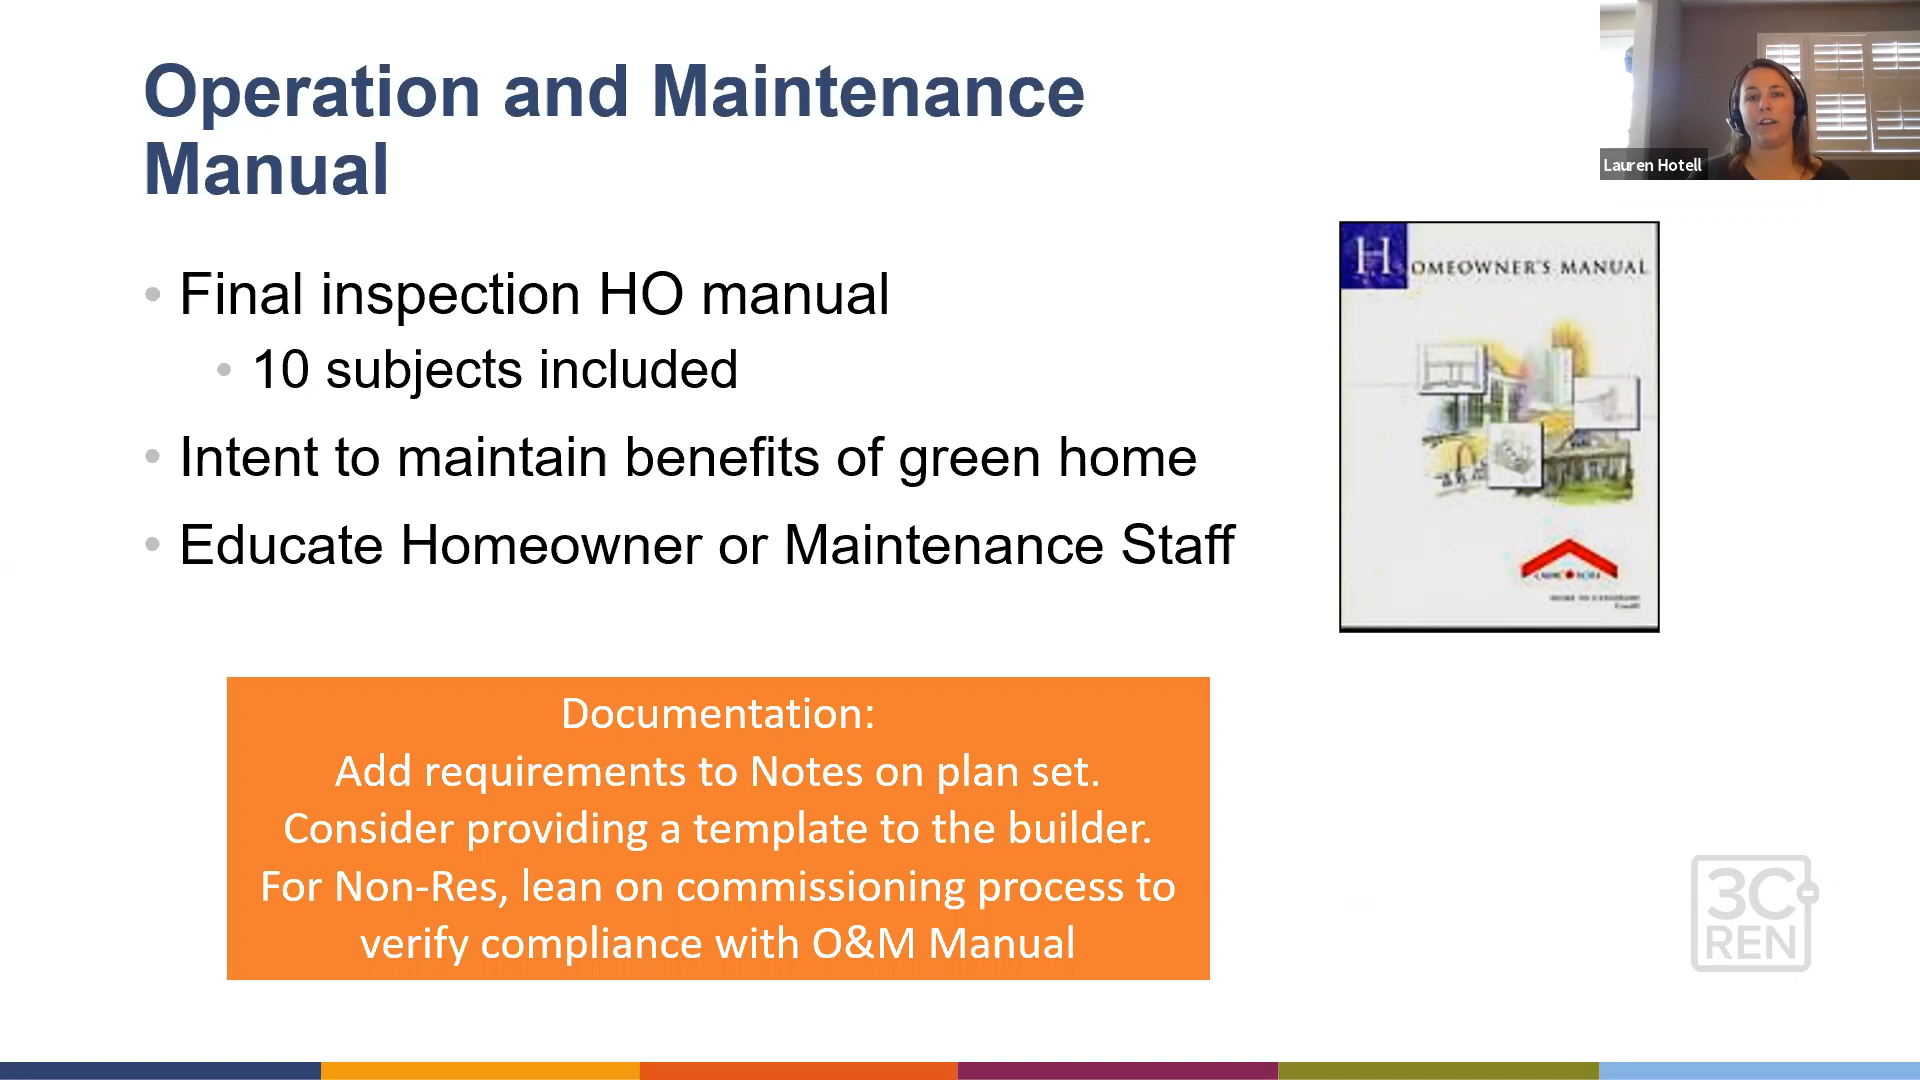 Operation and Maintenance
Manual
Lauren Hotell
• Final inspection HO manual
• 10 subjects included
• Intent to maintain benefits of green home
• Educate Homeowner or Maintenance Staff
HOMEOWNER'S MANUAL
Documentation:
Add requirements to Notes on plan set.
Consider providing a template to the builder.
For Non-Res, lean on commissioning process to
verify compliance with O&M Manual
3C-
REN